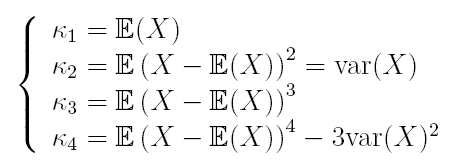 κ₁ = 𝔼(X)
κ₂ = 𝔼 (X − 𝔼(X))² = var(X)
κ₃ = 𝔼 (X − 𝔼(X))³
κ₄ = 𝔼 (X − 𝔼(X))⁴ − 3var(X)²